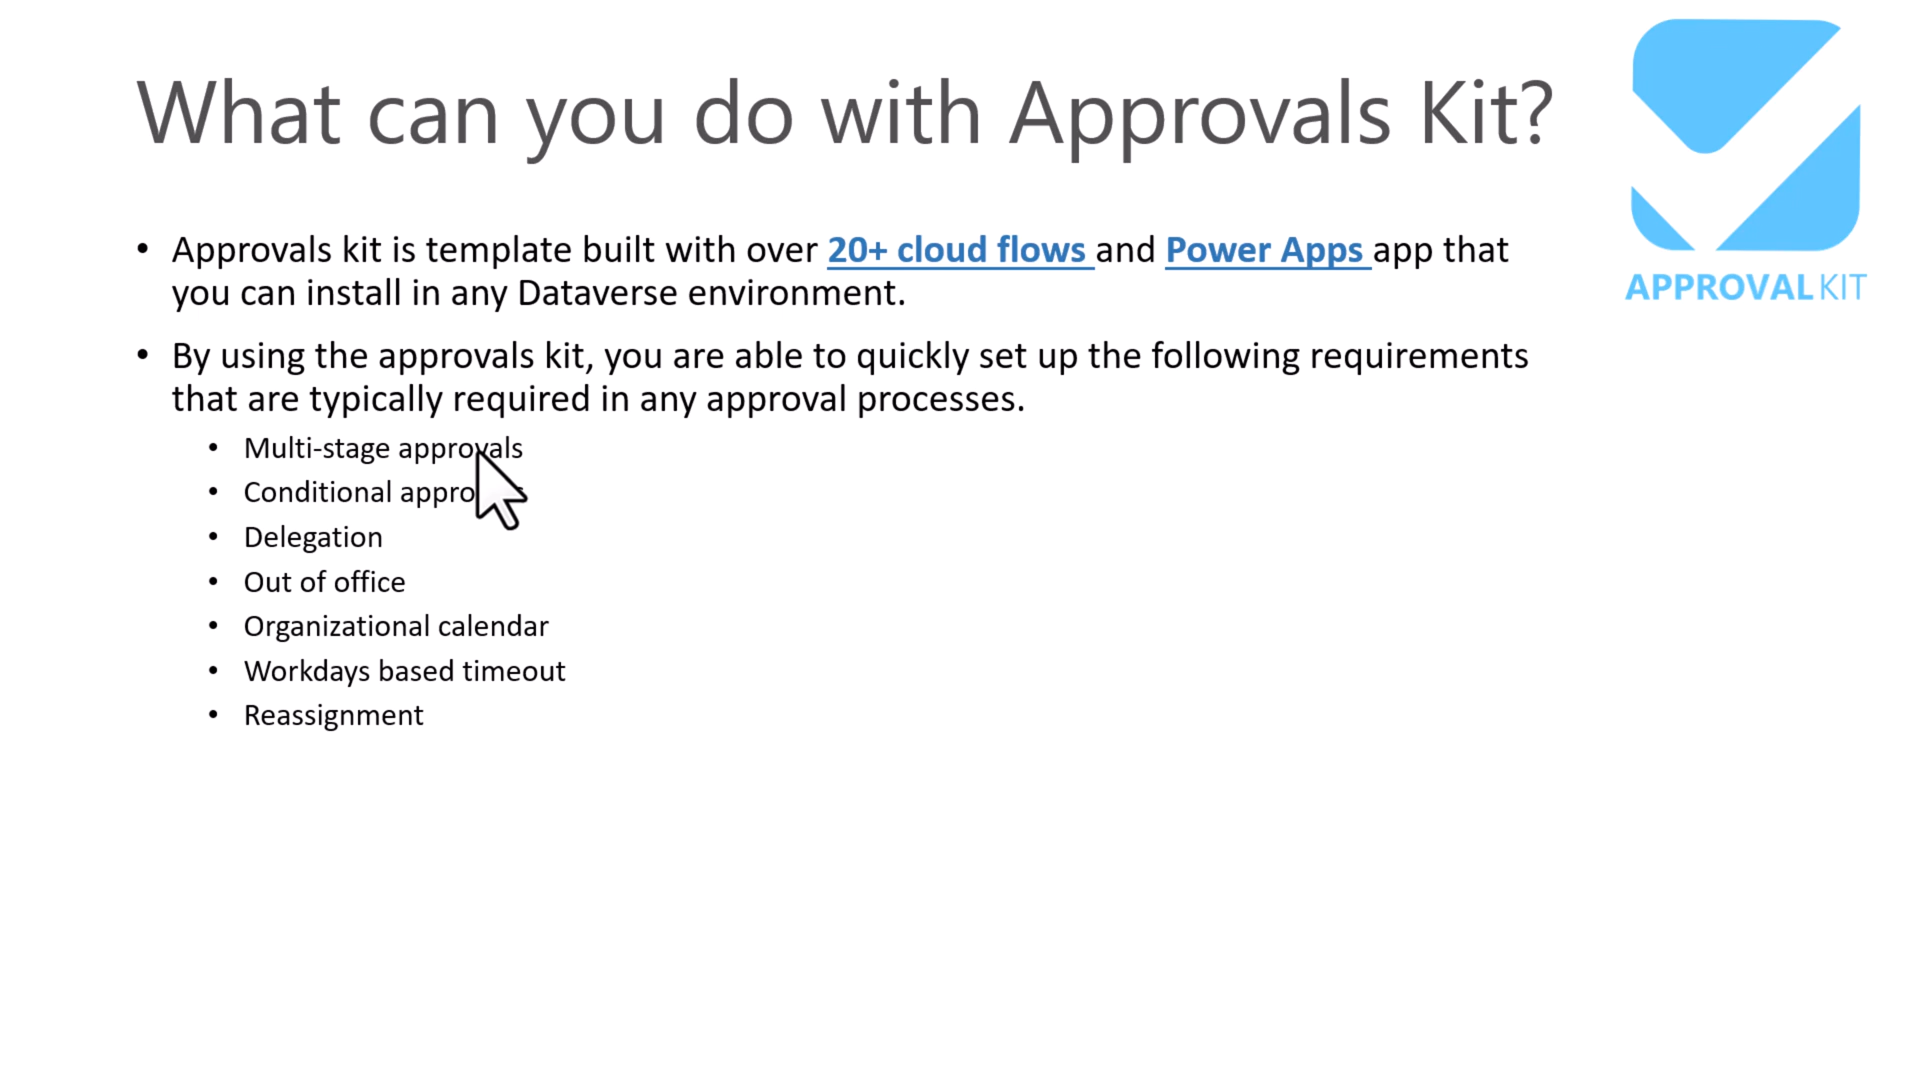 What can you do with Approvals Kit?
• Approvals kit is template built with over 20+ cloud flows and Power Apps app that
you can install in any Dataverse environment.
• By using the approvals kit, you are able to quickly set up the following requirements
that are typically required in any approval processes.
• Multi-stage approvals
• Conditional
• Delegation
• Out of office
• Organizational calendar
• Workdays based timeout
• Reassignment
APPROVAL KIT